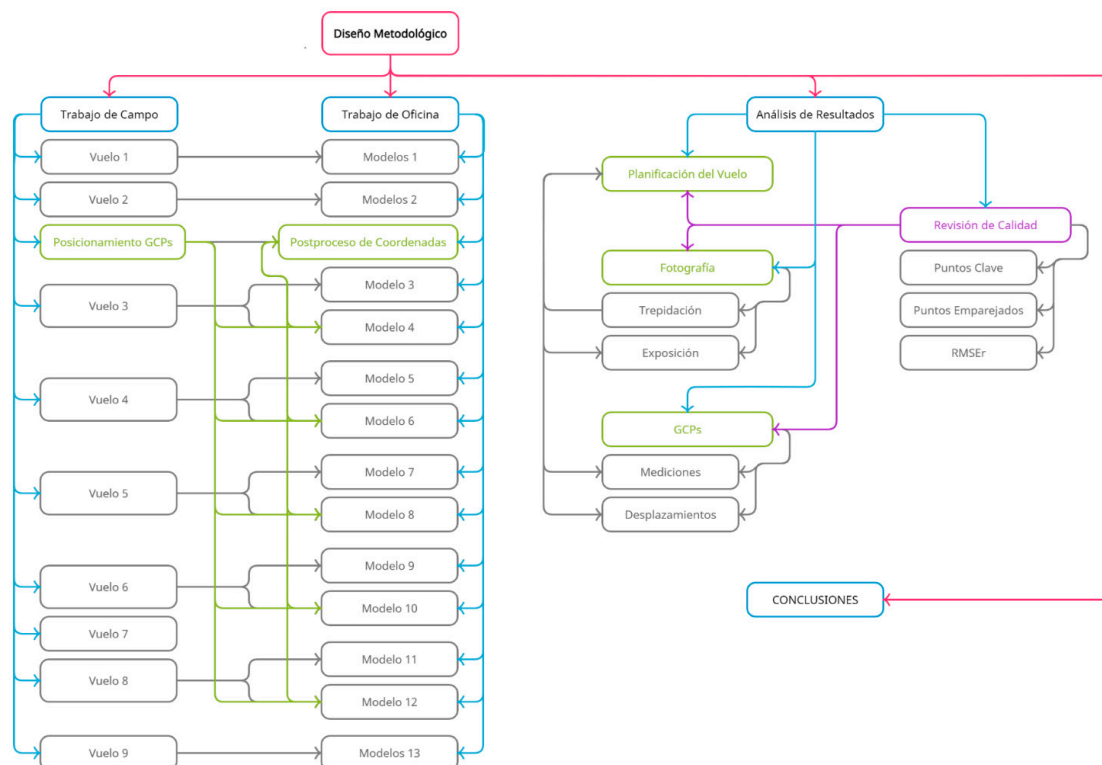 Diseño Metodológico
Trabajo de Campo
Trabajo de Oficina
Análisis de Resultados
Vuelo 1
Modelos 1
Vuelo 2
Modelos 2
Posicionamiento GCPs
Postproceso de Coordenadas
Vuelo 3
Modelo 3
Modelo 4
Vuelo 4
Modelo 5
Modelo 6
Vuelo 5
Modelo 7
Modelo 8
Vuelo 6
Modelo 9
Modelo 10
Vuelo 7
Vuelo 8
Modelo 11
Modelo 12
Vuelo 9
Modelos 13
Planificación del Vuelo
Revisión de Calidad
Fotografía
Puntos Clave
Trepidación
Puntos Emparejados
Exposición
RMSEr
GCPs
Mediciones
Desplazamientos
CONCLUSIONES